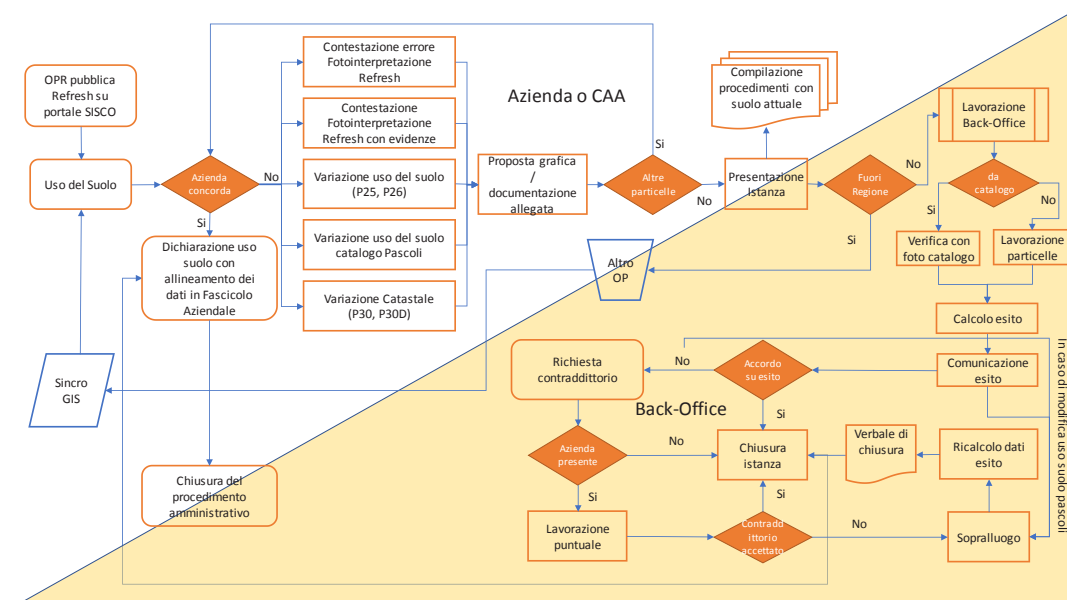 OPR pubblica
Refresh su
portale SISCO
Uso del Suolo
Azienda
concorda
No
Si
Contestazione errore
Fotointerpretazione
Refresh
Contestazione
Fotointerpretazione
Refresh con evidenze
Variazione uso del suolo
(P25, P26)
Variazione uso del suolo
catalogo Pascoli
Variazione Catastale
(P30, P30D)
Azienda o CAA
Proposta grafica
/
documentazione
allegata
Altre
particelle
Si
No
Compilazione
procedimenti con
suolo attuale
Presentazione
Istanza
Fuori
Regione
No
Si
Lavorazione
Back-Office
da
catalogo
Si
No
Verifica con
foto catalogo
Lavorazione
particelle
Calcolo esito
Comunicazione
esito
In caso di modifica uso suolo pascoli
Altro
OP
Dichiarazione uso
suolo con
allineamento dei
dati in Fascicolo
Aziendale
Sincro
GIS
Chiusura del
procedimento
amministrativo
Richiesta
contraddittorio
No
Accordo
su esito
Si
Back-Office
Azienda
presente
No
Si
Chiusura
istanza
Verbale di
chiusura
Ricalcolo dati
esito
Lavorazione
puntuale
Si
Contradd
ittorio
accettato
No
Sopralluogo